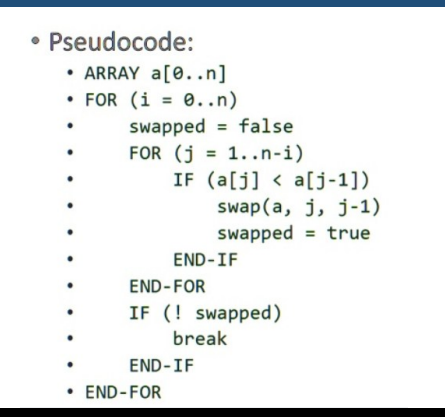 • Pseudocode:
• ARRAY a[0..n]
• FOR (i = 0..n)
• swapped = false
• FOR (j = 1..n-i)
• IF (a[j] < a[j-1])
• swap(a, j, j-1)
• swapped = true
• END-IF
• END-FOR
• IF (! swapped)
• break
• END-IF
• END-FOR